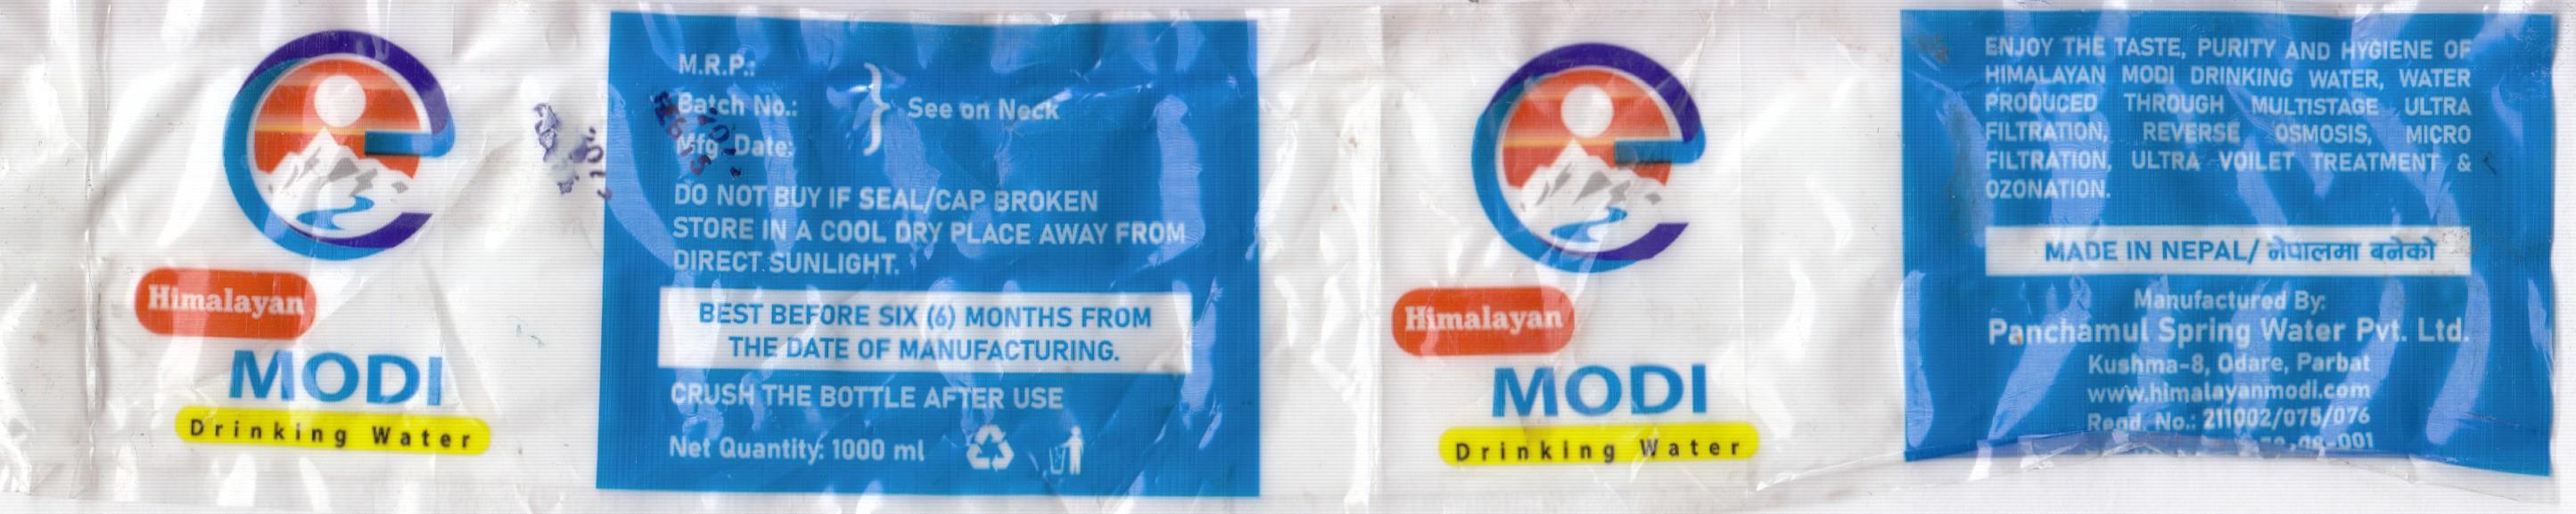 Himalayan
MODI
Drinking Water
M.R.P.:
Batch No.:
Mfg. Date:
See on Neck
DO NOT BUY IF SEAL/CAP BROKEN
STORE IN A COOL DRY PLACE AWAY FROM
DIRECT SUNLIGHT.
BEST BEFORE SIX (6) MONTHS FROM
THE DATE OF MANUFACTURING.
CRUSH THE BOTTLE AFTER USE
Net Quantity: 1000 ml
Himalayan
MODI
Drinking Water
ENJOY THE TASTE, PURITY AND HYGIENE OF
HIMALAYAN MODI DRINKING WATER, WATER
PRODUCED THROUGH MULTISTAGE ULTRA
FILTRATION, REVERSE OSMOSIS, MICRO
FILTRATION, ULTRA VOILET TREATMENT &
OZONATION.
MADE IN NEPAL/ नेपालमा बनेको
Manufactured By:
Panchamul Spring Water Pvt. Ltd.
Kushma-8, Odare, Parbat
www.himalayanmodi.com
Regd. No.: 211002/075/076